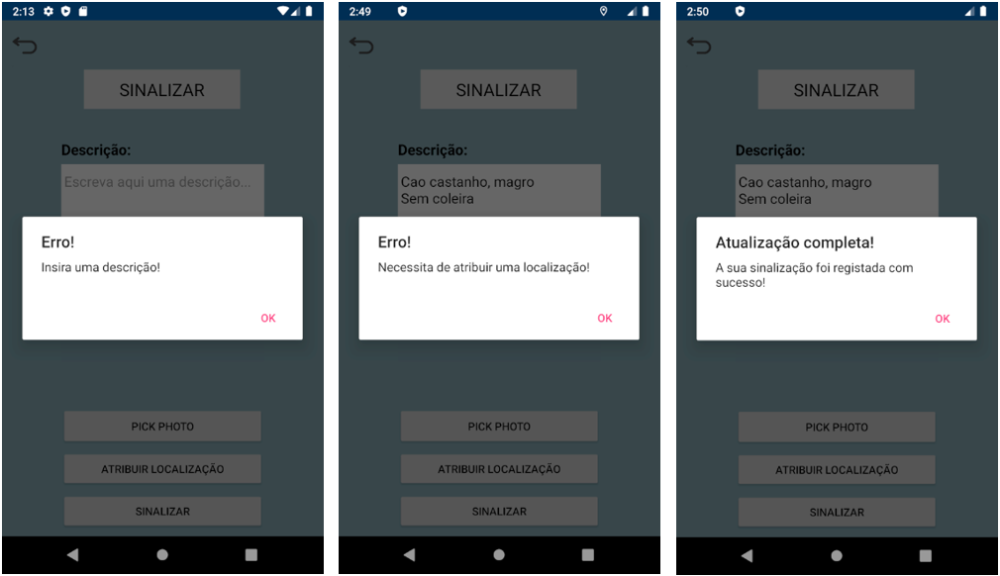 2:13
SINALIZAR
Descrição:
Escreva aqui uma descrição...
Erro!
Insira uma descrição!
OK
PICK PHOTO
ATRIBUIR LOCALIZAÇÃO
SINALIZAR
2:49
SINALIZAR
Descrição:
Cao castanho, magro
Sem coleira
Erro!
Necessita de atribuir uma localização!
OK
PICK PHOTO
ATRIBUIR LOCALIZAÇÃO
SINALIZAR
2:50
SINALIZAR
Descrição:
Cao castanho, magro
Sem coleira
Atualização completa!
A sua sinalização foi registada com
sucesso!
OK
PICK PHOTO
ATRIBUIR LOCALIZAÇÃO
SINALIZAR